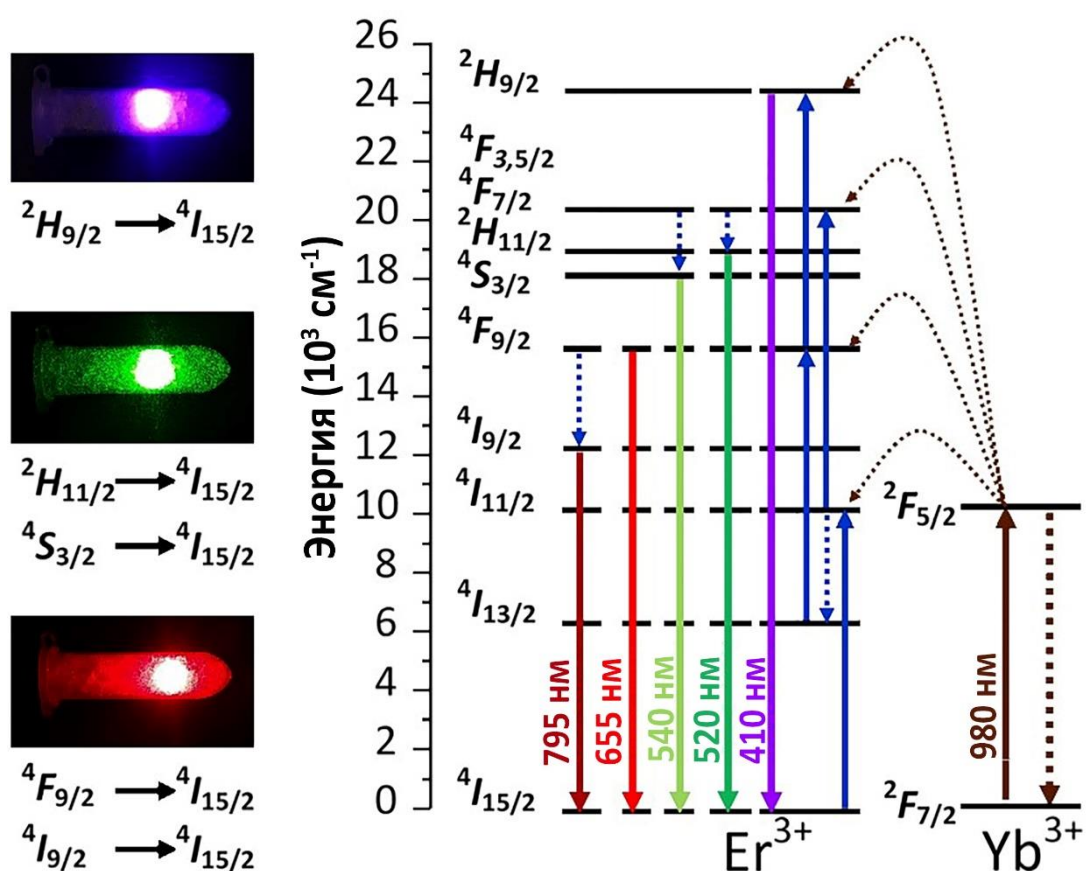 ²H₉/₂ → ⁴I₁₅/₂
²H₁₁/₂ → ⁴I₁₅/₂
⁴S₃/₂ → ⁴I₁₅/₂
⁴F₉/₂ → ⁴I₁₅/₂
⁴I₉/₂ → ⁴I₁₅/₂
Энергия (10³ см⁻¹)
26
24
22
20
18
16
14
12
10
8
6
4
2
0
²H₉/₂
⁴F₃,₅/₂
⁴F₇/₂
²H₁₁/₂
⁴S₃/₂
⁴F₉/₂
⁴I₉/₂
⁴I₁₁/₂
⁴I₁₃/₂
⁴I₁₅/₂
795 нм
655 нм
540 нм
520 нм
410 нм
Er³⁺
²F₅/₂
980 нм
²F₇/₂
Yb³⁺